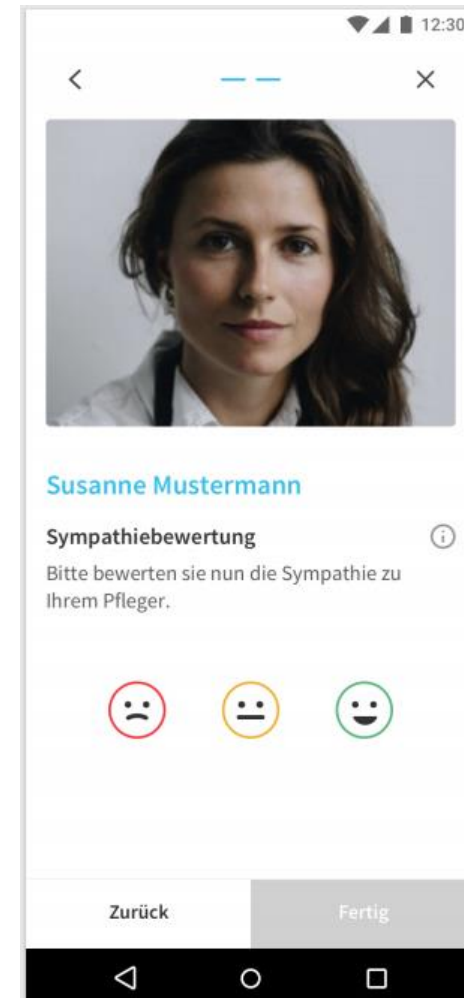 12:30
Susanne Mustermann
Sympathiebewertung
Bitte bewerten sie nun die Sympathie zu
Ihrem Pfleger.
Zurück
Fertig